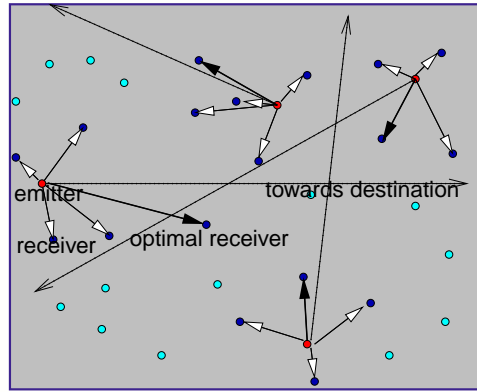 towards destination
emitter
optimal receiver
receiver